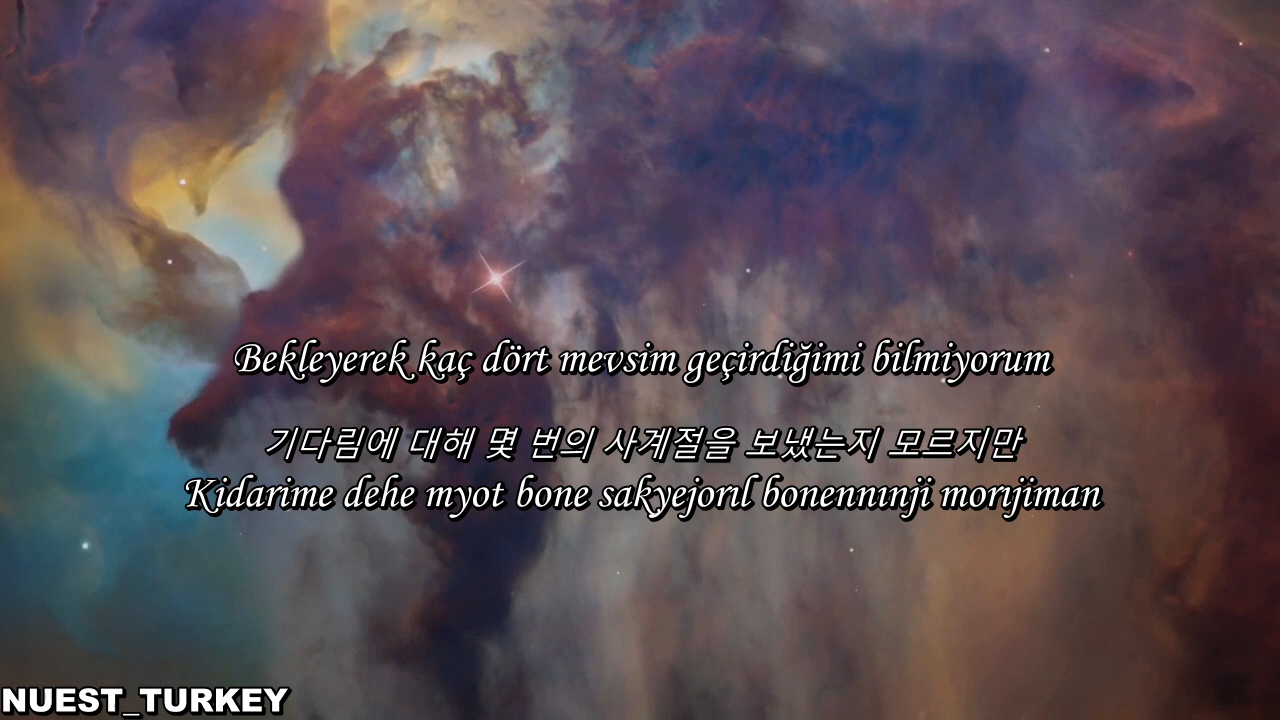 Bekleyerek kaç dört mevsim geçirdiğimi bilmiyorum
기다림에 대해 몇 번의 사계절을 보냈는지 모르지만
Kidarime dehe myot bone sakyejorıl bonennınji morıjiman
NUEST_TURKEY